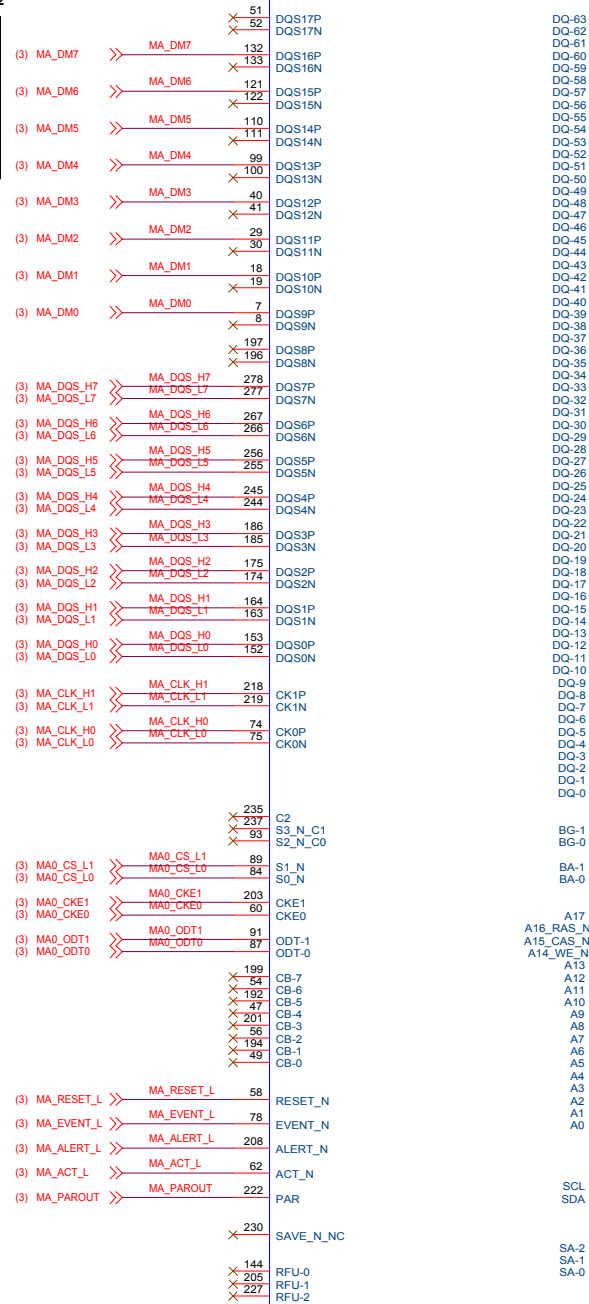 51 DQS17P DQ-63
52 DQS17N DQ-62
DQ-61
(3) MA_DM7 MA_DM7 132 DQS16P DQ-60
133 DQS16N DQ-59
DQ-58
(3) MA_DM6 MA_DM6 121 DQS15P DQ-57
122 DQS15N DQ-56
DQ-55
(3) MA_DM5 MA_DM5 110 DQS14P DQ-54
111 DQS14N DQ-53
DQ-52
(3) MA_DM4 MA_DM4 99 DQS13P DQ-51
100 DQS13N DQ-50
DQ-49
(3) MA_DM3 MA_DM3 40 DQS12P DQ-48
41 DQS12N DQ-47
DQ-46
(3) MA_DM2 MA_DM2 29 DQS11P DQ-45
30 DQS11N DQ-44
DQ-43
(3) MA_DM1 MA_DM1 18 DQS10P DQ-42
19 DQS10N DQ-41
DQ-40
(3) MA_DM0 MA_DM0 7 DQS9P DQ-39
8 DQS9N DQ-38
DQ-37
197 DQS8P DQ-36
196 DQS8N DQ-35
DQ-34
(3) MA_DQS_H7 MA_DQS_H7 278 DQS7P DQ-33
(3) MA_DQS_L7 MA_DQS_L7 277 DQS7N DQ-32
DQ-31
(3) MA_DQS_H6 MA_DQS_H6 267 DQS6P DQ-30
(3) MA_DQS_L6 MA_DQS_L6 266 DQS6N DQ-29
DQ-28
(3) MA_DQS_H5 MA_DQS_H5 256 DQS5P DQ-27
(3) MA_DQS_L5 MA_DQS_L5 255 DQS5N DQ-26
DQ-25
(3) MA_DQS_H4 MA_DQS_H4 245 DQS4P DQ-24
(3) MA_DQS_L4 MA_DQS_L4 244 DQS4N DQ-23
DQ-22
(3) MA_DQS_H3 MA_DQS_H3 186 DQS3P DQ-21
(3) MA_DQS_L3 MA_DQS_L3 185 DQS3N DQ-20
DQ-19
(3) MA_DQS_H2 MA_DQS_H2 175 DQS2P DQ-18
(3) MA_DQS_L2 MA_DQS_L2 174 DQS2N DQ-17
DQ-16
(3) MA_DQS_H1 MA_DQS_H1 164 DQS1P DQ-15
(3) MA_DQS_L1 MA_DQS_L1 163 DQS1N DQ-14
DQ-13
(3) MA_DQS_H0 MA_DQS_H0 153 DQS0P DQ-12
(3) MA_DQS_L0 MA_DQS_L0 152 DQS0N DQ-11
DQ-10
DQ-9
(3) MA_CLK_H1 MA_CLK_H1 218 CK1P DQ-8
(3) MA_CLK_L1 MA_CLK_L1 219 CK1N DQ-7
DQ-6
(3) MA_CLK_H0 MA_CLK_H0 74 CK0P DQ-5
(3) MA_CLK_L0 MA_CLK_L0 75 CK0N DQ-4
DQ-3
DQ-2
DQ-1
DQ-0
235 C2
237 S3_N_C1 BG-1
93 S2_N_C0 BG-0
(3) MA0_CS_L1 MA0_CS_L1 89 S1_N BA-1
(3) MA0_CS_L0 MA0_CS_L0 84 S0_N BA-0
(3) MA0_CKE1 MA0_CKE1 203 CKE1
(3) MA0_CKE0 MA0_CKE0 60 CKE0 A17
A16_RAS_N
(3) MA0_ODT1 MA0_ODT1 91 ODT-1 A15_CAS_N
(3) MA0_ODT0 MA0_ODT0 87 ODT-0 A14_WE_N
A13
199 CB-7 A12
54 CB-6 A11
192 CB-5 A10
47 CB-4 A9
201 CB-3 A8
56 CB-2 A7
194 CB-1 A6
49 CB-0 A5
A4
A3
(3) MA_RESET_L MA_RESET_L 58 RESET_N A2
A1
(3) MA_EVENT_L MA_EVENT_L 78 EVENT_N A0
(3) MA_ALERT_L MA_ALERT_L 208 ALERT_N
(3) MA_ACT_L MA_ACT_L 62 ACT_N
SCL
(3) MA_PAROUT MA_PAROUT 222 PAR SDA
230 SAVE_N_NC
SA-2
SA-1
144 RFU-0 SA-0
205 RFU-1
227 RFU-2